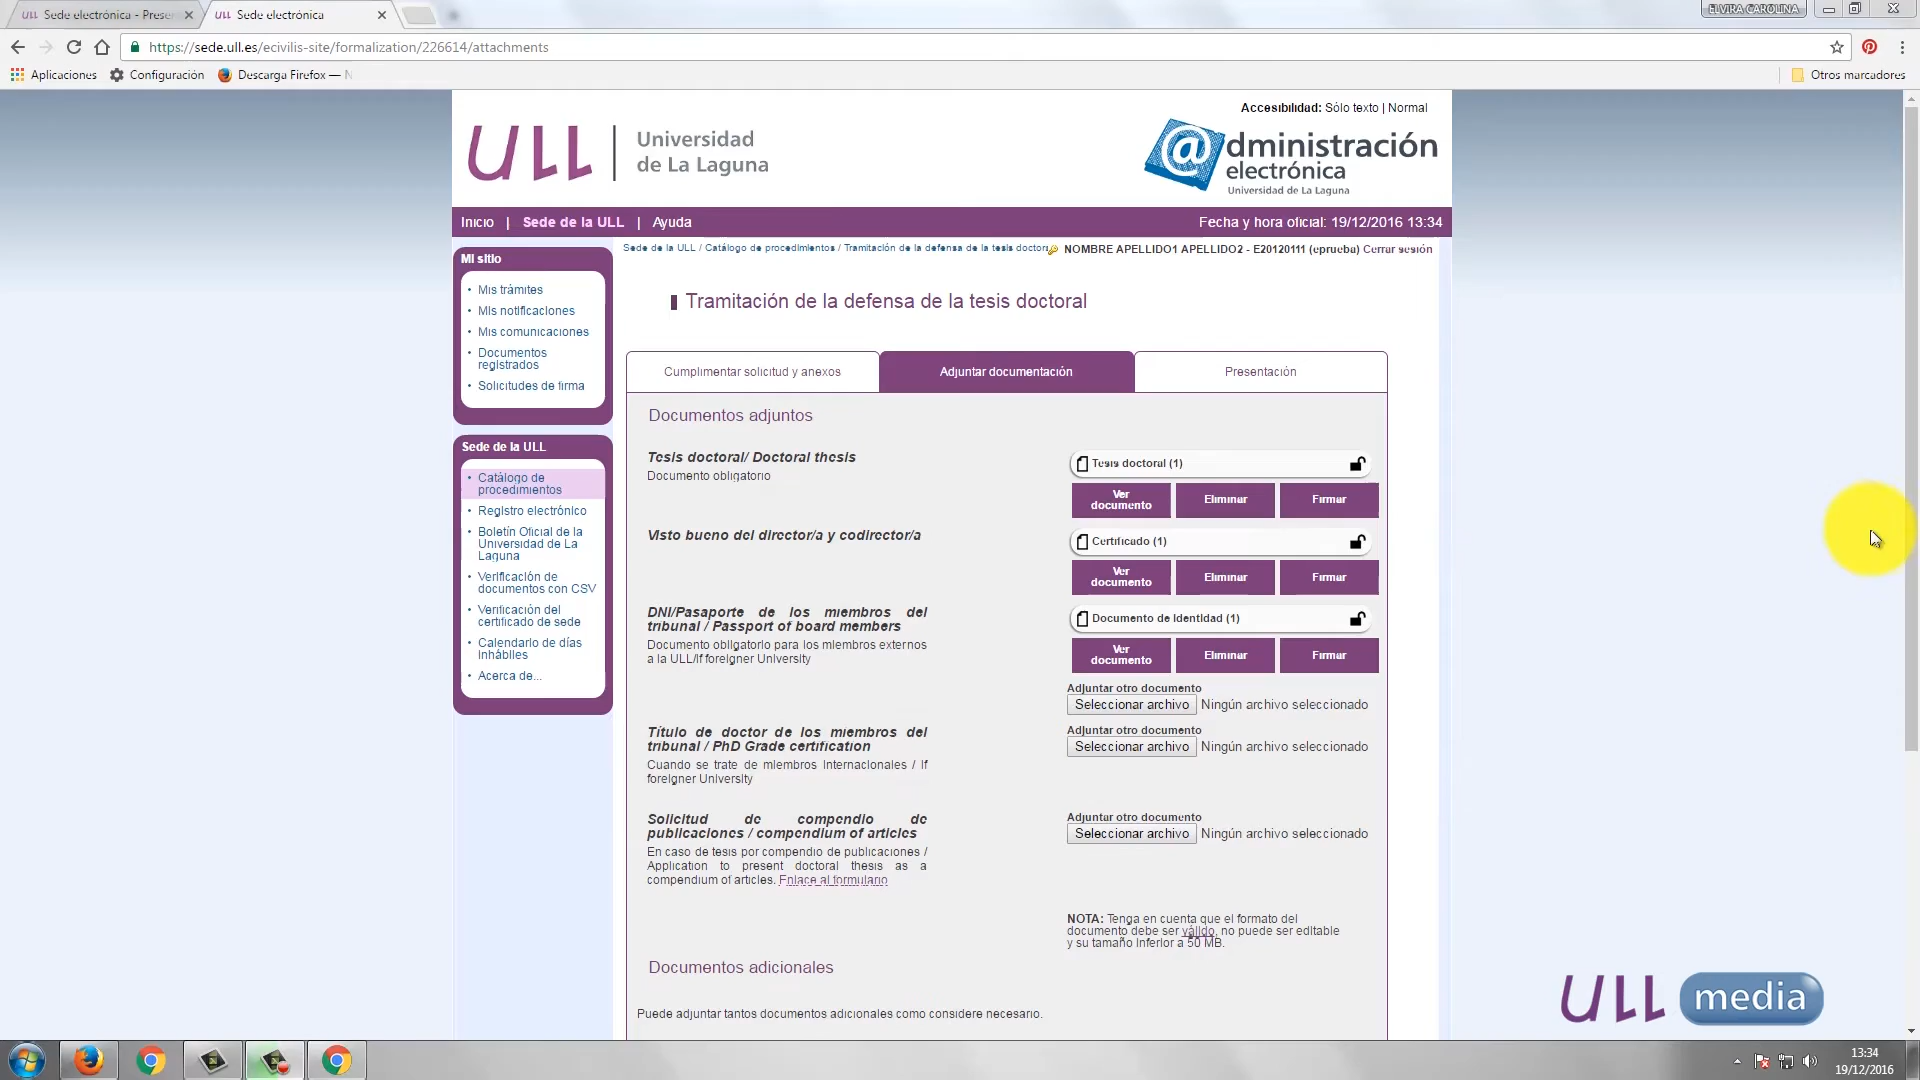 Sede electrónica - Prese
Sede electrónica
ELVIRA CAROLINA
https://sede.ull.es/ecivilis-site/formalization/226614/attachments
Aplicaciones
Configuración
Descarga Firefox — N
Otros marcadores
Accesibilidad: Sólo texto | Normal
ULL
Universidad
de La Laguna
@dministración
electrónica
Universidad de La Laguna
Inicio | Sede de la ULL | Ayuda
Fecha y hora oficial: 19/12/2016 13:34
Sede de la ULL / Catálogo de procedimientos / Tramitación de la defensa de la tesis doctor
NOMBRE APELLIDO1 APELLIDO2 - E20120111 (eprueba) Cerrar sesión
Mi sitio
Mis trámites
Mis notificaciones
Mis comunicaciones
Documentos
registrados
Solicitudes de firma
Sede de la ULL
Catálogo de
procedimientos
Registro electrónico
Boletín Oficial de la
Universidad de La
Laguna
Verificación de
documentos con CSV
Verificación del
certificado de sede
Calendario de días
inhábiles
Acerca de...
Tramitación de la defensa de la tesis doctoral
Cumplimentar solicitud y anexos
Adjuntar documentación
Presentación
Documentos adjuntos
Tesis doctoral/ Doctoral thesis
Documento obligatorio
Tesis doctoral (1)
Ver
documento
Eliminar
Firmar
Visto bueno del director/a y codirector/a
Certificado (1)
Ver
documento
Eliminar
Firmar
DNI/Pasaporte de los miembros del
tribunal / Passport of board members
Documento obligatorio para los miembros externos
a la ULL/If foreigner University
Documento de identidad (1)
Ver
documento
Eliminar
Firmar
Adjuntar otro documento
Seleccionar archivo Ningún archivo seleccionado
Título de doctor de los miembros del
tribunal / PhD Grade certification
Cuando se trate de miembros internacionales / If
foreigner University
Adjuntar otro documento
Seleccionar archivo Ningún archivo seleccionado
Solicitud de compendio de
publicaciones / compendium of articles
En caso de tesis por compendio de publicaciones /
Application to present doctoral thesis as a
compendium of articles. Enlace al formulario
Adjuntar otro documento
Seleccionar archivo Ningún archivo seleccionado
NOTA: Tenga en cuenta que el formato del
documento debe ser válido, no puede ser editable
y su tamaño inferior a 50 MB.
Documentos adicionales
Puede adjuntar tantos documentos adicionales como considere necesario.
ULL media
13:34
19/12/2016